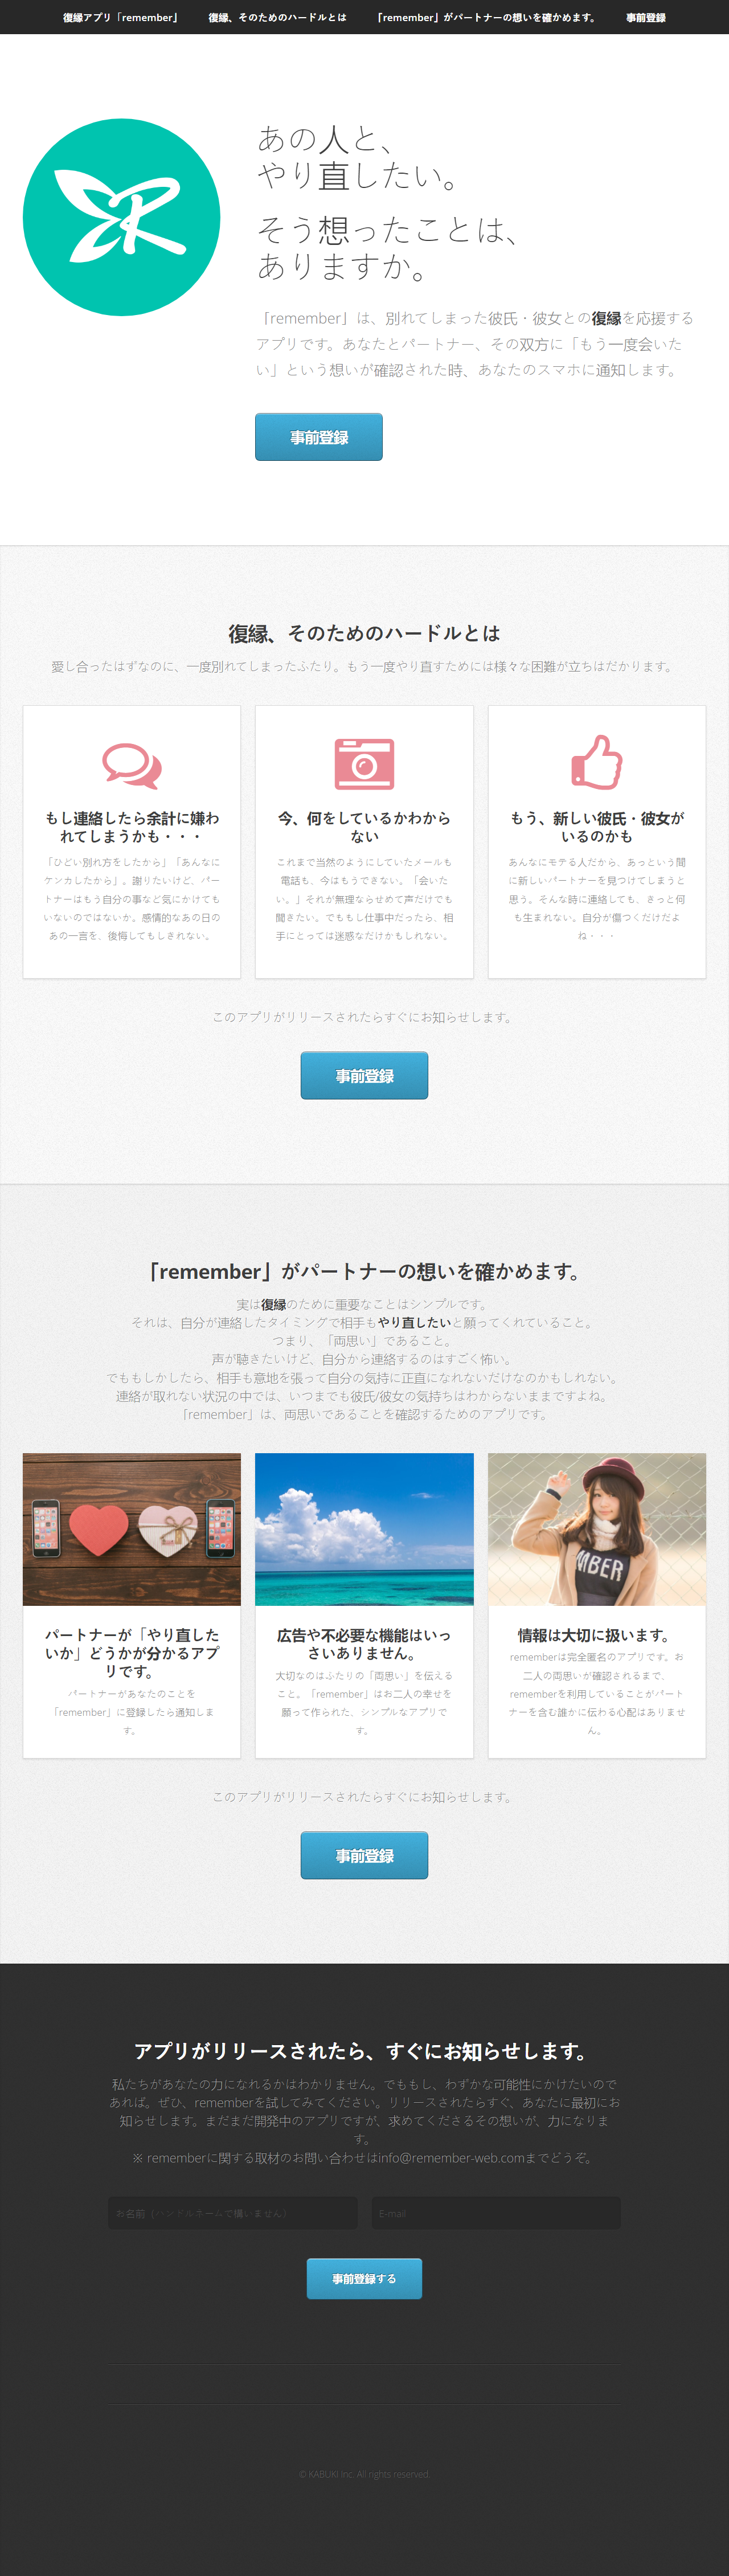 復縁アプリ「remember」
復縁、そのためのハードルとは
「remember」がパートナーの想いを確かめます。
事前登録
あの人と、
やり直したい。
そう想ったことは、
ありますか。
「remember」は、別れてしまった彼氏・彼女との復縁を応援する
アプリです。あなたとパートナー、その双方に「もう一度会いた
い」という想いが確認された時、あなたのスマホに通知します。
事前登録
復縁、そのためのハードルとは
愛し合ったはずなのに、一度別れてしまったふたり。もう一度やり直すためには様々な困難が立ちはだかります。
もし連絡したら余計に嫌わ
れてしまうかも・・・
「ひどい別れ方をしたから」「あんなに
ケンカしたから」。謝りたいけど、パー
トナーはもう自分の事など気にかけても
いないのではないか。感情的なあの日の
あの一言を、後悔してもしきれない。
今、何をしているかわから
ない
これまで当然のようにしていたメールも
電話も、今はもうできない。「会いた
い。」それが無理ならせめて声だけでも
聞きたい。でももし仕事中だったら、相
手にとっては迷惑なだけかもしれない。
もう、新しい彼氏・彼女が
いるのかも
あんなにモテる人だから、あっという間
に新しいパートナーを見つけてしまうと
思う。そんな時に連絡しても、きっと何
も生まれない。自分が傷つくだけだよ
ね・・・
このアプリがリリースされたらすぐにお知らせします。
事前登録
「remember」がパートナーの想いを確かめます。
実は復縁のために重要なことはシンプルです。
それは、自分が連絡したタイミングで相手もやり直したいと願ってくれていること。
つまり、「両思い」であること。
声が聴きたいけど、自分から連絡するのはすごく怖い。
でももしかしたら、相手も意地を張って自分の気持に正直になれないだけなのかもしれない。
連絡が取れない状況の中では、いつまでも彼氏/彼女の気持ちはわからないままですよね。
「remember」は、両思いであることを確認するためのアプリです。
MBER
パートナーが「やり直した
いか」どうかが分かるアプ
リです。
パートナーがあなたのことを
「remember」に登録したら通知しま
す。
広告や不必要な機能はいっ
さいありません。
大切なのはふたりの「両思い」を伝える
こと。「remember」はお二人の幸せを
願って作られた、シンプルなアプリで
す。
情報は大切に扱います。
rememberは完全匿名のアプリです。お
二人の両思いが確認されるまで、
rememberを利用していることがパート
ナーを含む誰かに伝わる心配はありませ
ん。
このアプリがリリースされたらすぐにお知らせします。
事前登録
アプリがリリースされたら、すぐにお知らせします。
私たちがあなたの力になれるかはわかりません。でももし、わずかな可能性にかけたいので
あれば。ぜひ、rememberを試してみてください。リリースされたらすぐ、あなたに最初にお
知らせします。まだまだ開発中のアプリですが、求めてくださるその想いが、力になりま
す。
※ rememberに関する取材のお問い合わせはinfo@remember-web.comまでどうぞ。
お名前（ハンドルネームで構いません）
E-mail
事前登録する
© KABUKI Inc. All rights reserved.